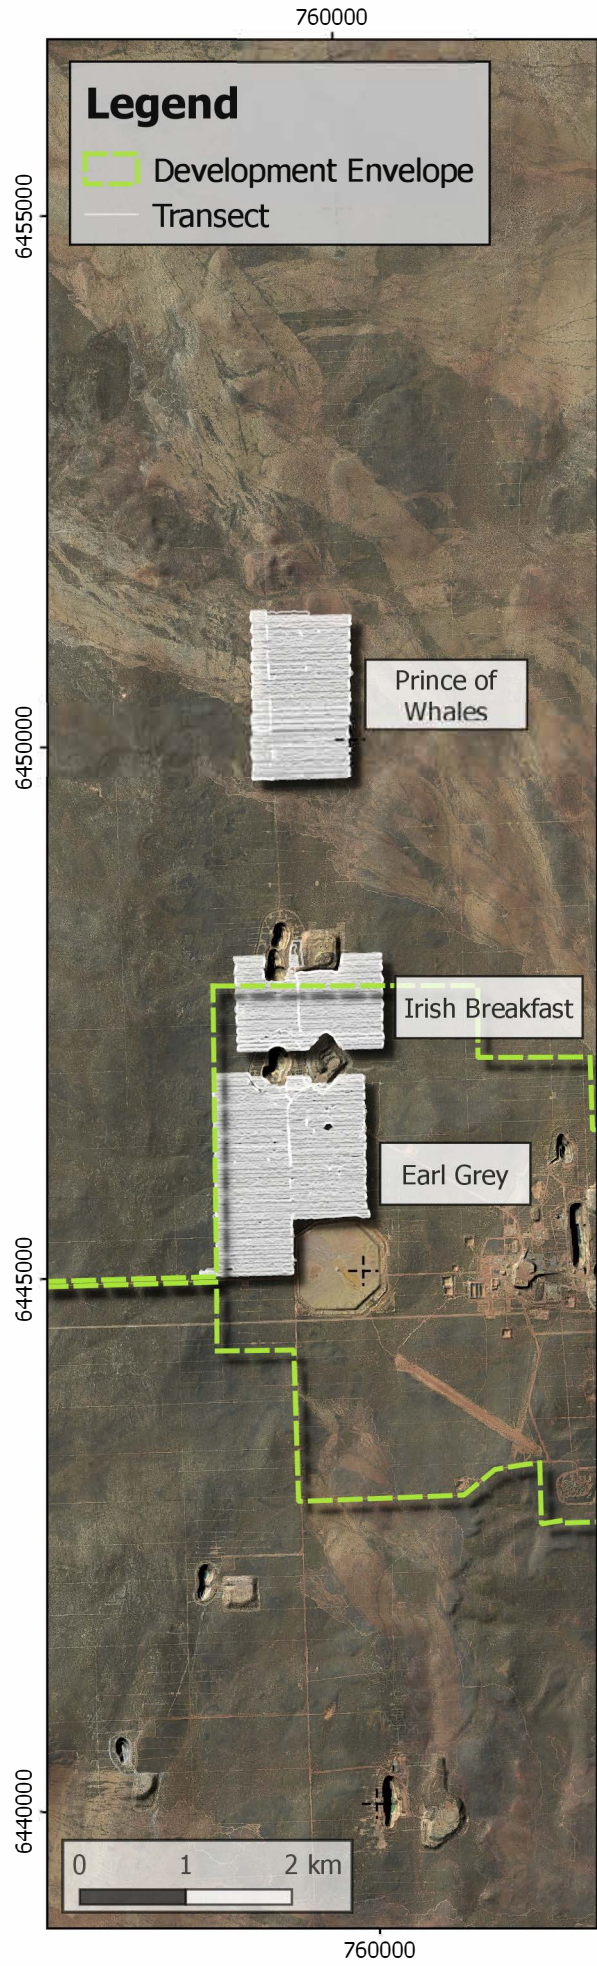 760000
Legend
Development Envelope
Transect
6455000
Prince of
Whales
6450000
Irish Breakfast
Earl Grey
6445000
6440000
0 1 2 km
760000